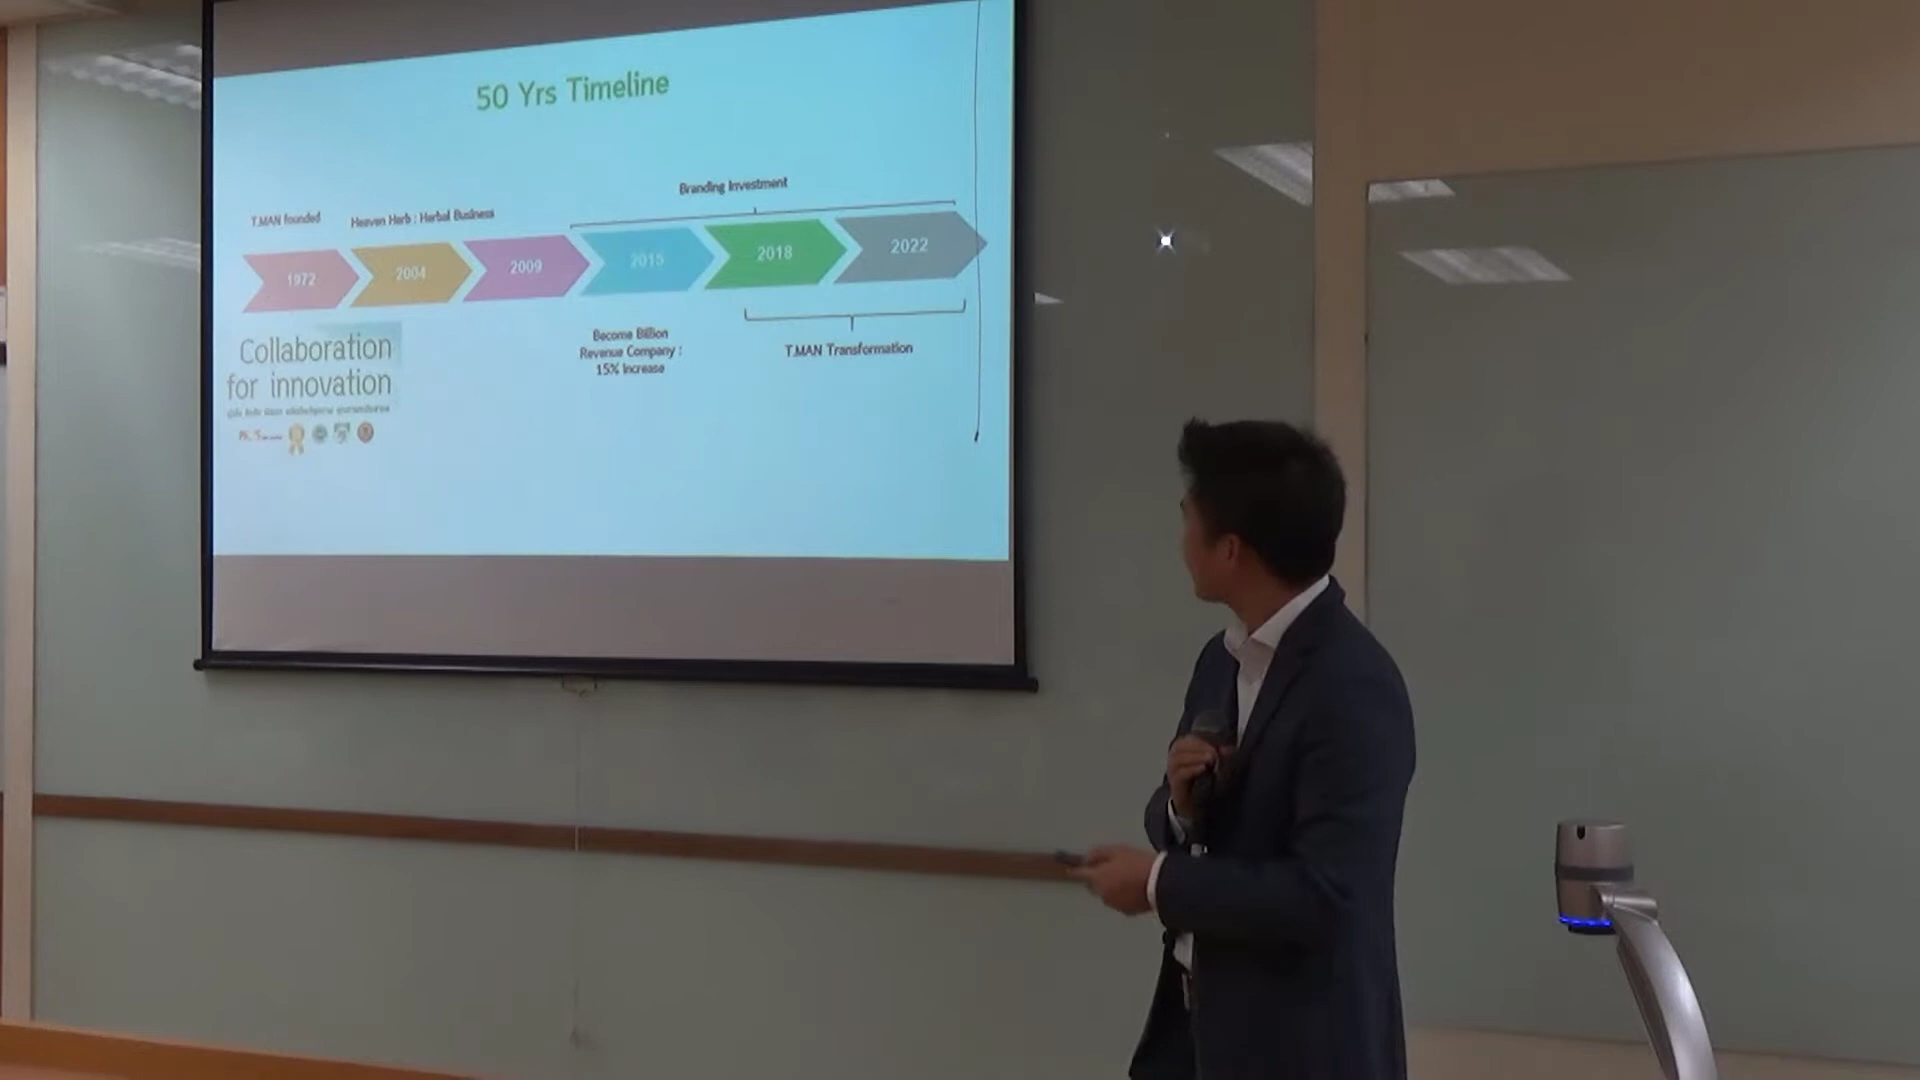 50 Yrs Timeline
Branding Investment
T.MAN founded
Heaven Herb : Herbal Business
1972
2004
2009
2015
2018
2022
Become Billion
Revenue Company :
15% Increase
T.MAN Transformation
Collaboration
for innovation